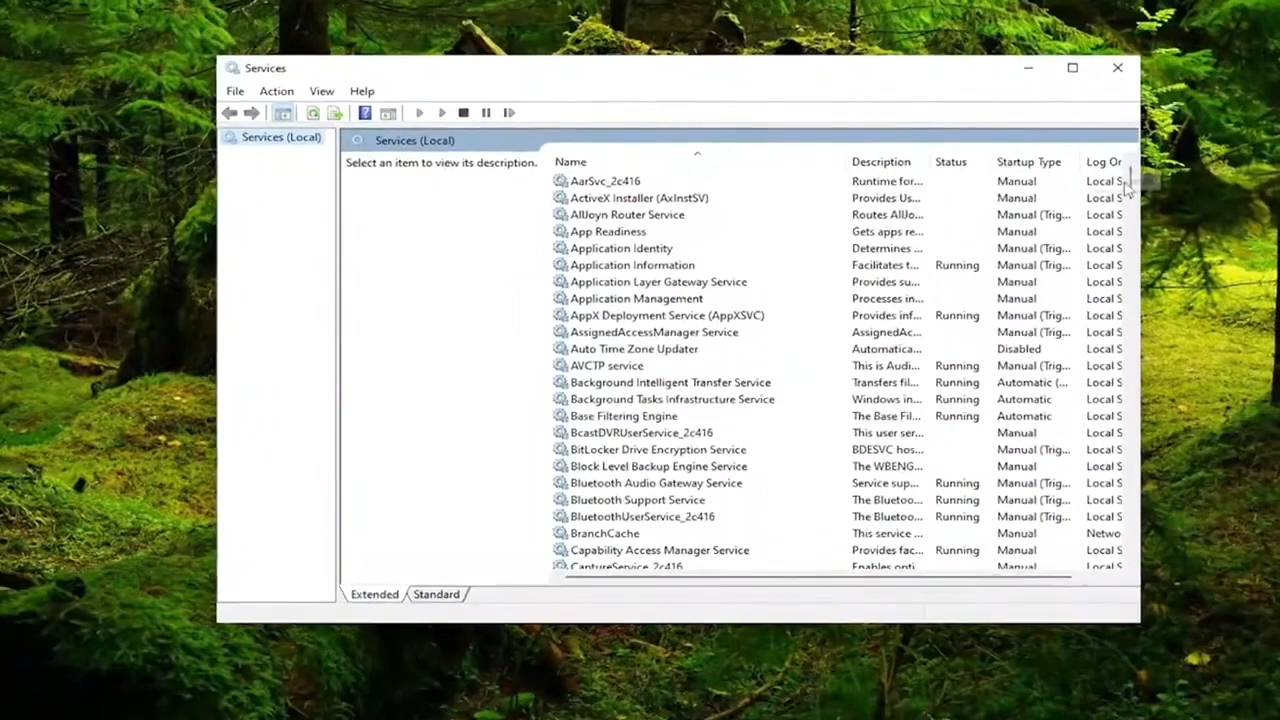 Services
File Action View Help
Services (Local)
Services (Local)
Select an item to view its description.
Name Description Status Startup Type Log Or
AarSvc_2c416 Runtime for... Manual Local S
ActiveX Installer (AxInstSV) Provides Us... Manual Local S
AllJoyn Router Service Routes AllJo... Manual (Trig... Local S
App Readiness Gets apps re... Manual Local S
Application Identity Determines ... Manual (Trig... Local S
Application Information Facilitates t... Running Manual (Trig... Local S
Application Layer Gateway Service Provides su... Manual Local S
Application Management Processes in... Manual Local S
AppX Deployment Service (AppXSVC) Provides inf... Running Manual (Trig... Local S
AssignedAccessManager Service AssignedAc... Manual (Trig... Local S
Auto Time Zone Updater Automatica... Disabled Local S
AVCTP service This is Audi... Running Manual (Trig... Local S
Background Intelligent Transfer Service Transfers fil... Running Automatic (... Local S
Background Tasks Infrastructure Service Windows in... Running Automatic Local S
Base Filtering Engine The Base Fil... Running Automatic Local S
BcastDVRUserService_2c416 This user ser... Manual Local S
BitLocker Drive Encryption Service BDESVC hos... Manual (Trig... Local S
Block Level Backup Engine Service The WBENG... Manual Local S
Bluetooth Audio Gateway Service Service sup... Running Manual (Trig... Local S
Bluetooth Support Service The Bluetoo... Running Manual (Trig... Local S
BluetoothUserService_2c416 The Bluetoo... Running Manual (Trig... Local S
BranchCache This service ... Manual Netwo
Capability Access Manager Service Provides fac... Running Manual Local S
CaptureService_2c416 Enables opti... Manual Local S
Extended Standard